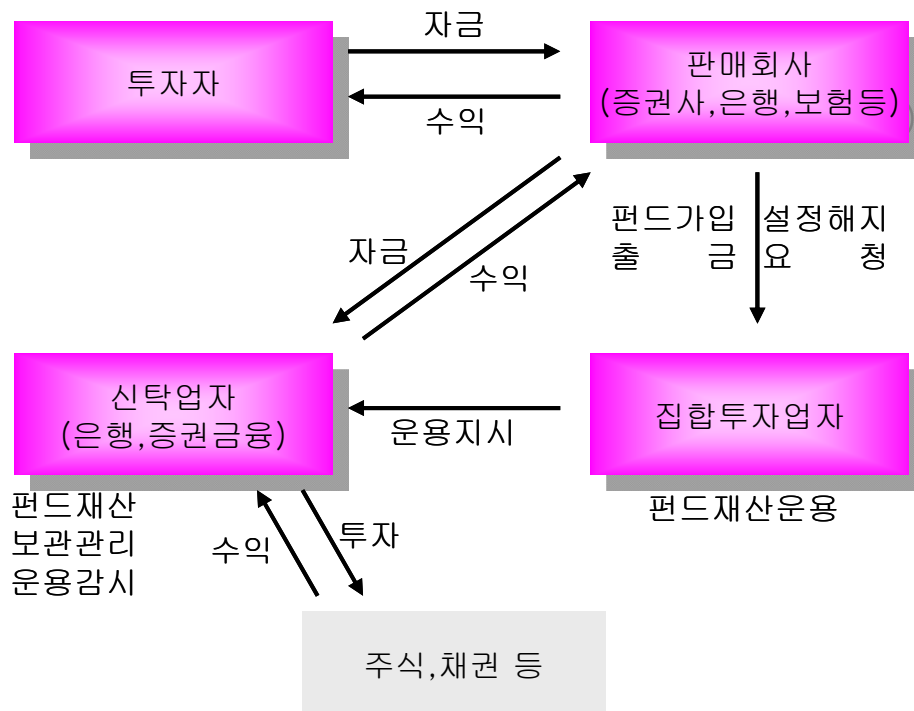 자금
투자자
판매회사
(증권사,은행,보험등)
수익
펀드가입 설정해지
출 금 요 청
자금
수익
신탁업자
(은행,증권금융)
집합투자업자
운용지시
펀드재산
보관관리
운용감시
펀드재산운용
투자
수익
주식,채권 등